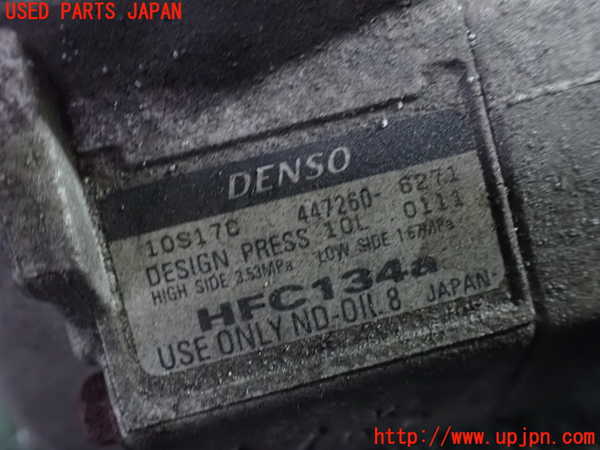 USED PARTS JAPAN
DENSO
10S17C 447260-6271
DESIGN PRESS 10L 0111
HIGH SIDE 3.53MPa LOW SIDE 1.67MPa
HFC134a
USE ONLY ND-OIL 8 JAPAN
http://www.upjpn.com